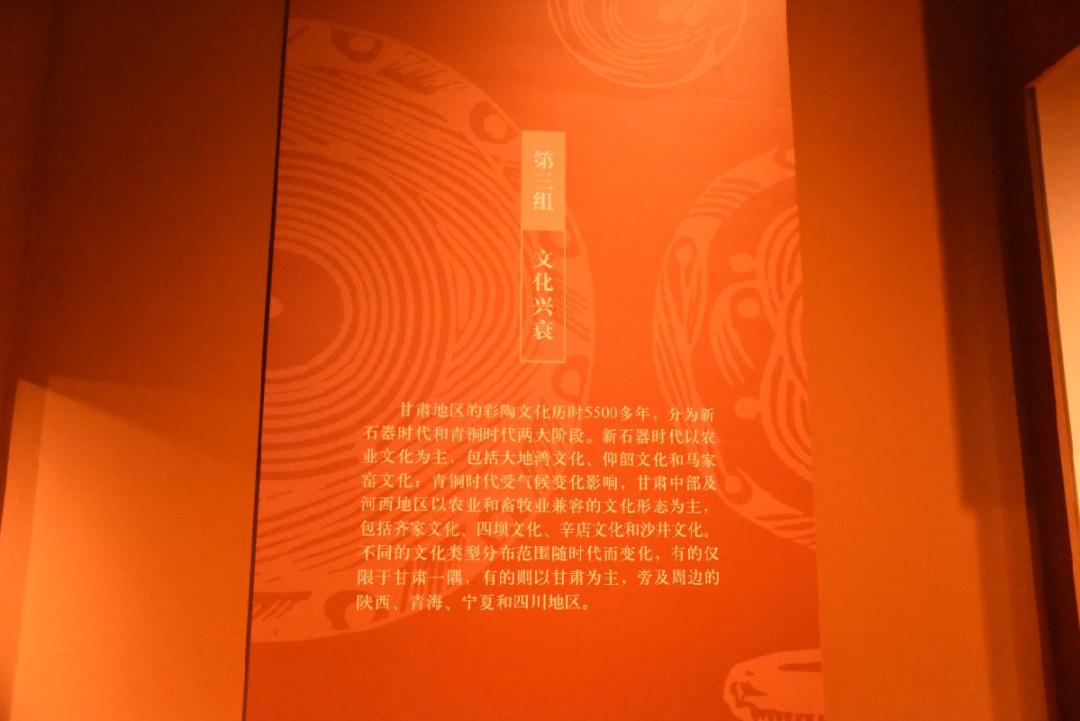 第三组
文化兴衰
甘肃地区的彩陶文化历时5500多年，分为新
石器时代和青铜时代两大阶段。新石器时代以农
业文化为主，包括大地湾文化、仰韶文化和马家
窑文化；青铜时代受气候变化影响，甘肃中部及
河西地区以农业和畜牧业兼容的文化形态为主，
包括齐家文化、四坝文化、辛店文化和沙井文化。
不同的文化类型分布范围随时代而变化，有的仅
限于甘肃一隅，有的则以甘肃为主，旁及周边的
陕西、青海、宁夏和四川地区。